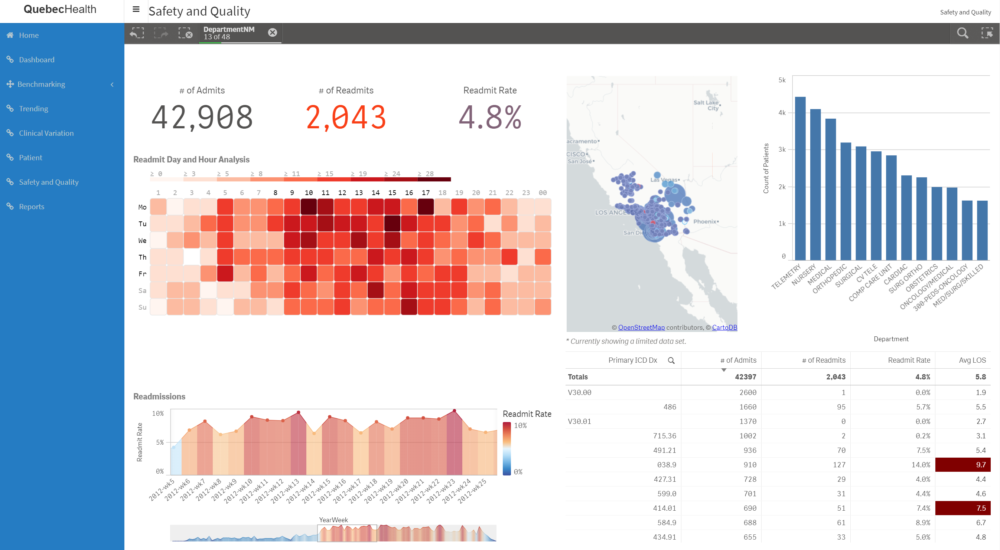 QuebecHealth
Safety and Quality
Safety and Quality
Home
Dashboard
Benchmarking
Trending
Clinical Variation
Patient
Safety and Quality
Reports
DepartmentNM
13 of 48
# of Admits
42,908
# of Readmits
2,043
Readmit Rate
4.8%
Readmit Day and Hour Analysis
≥ 0 ≥ 3 ≥ 5 ≥ 8 ≥ 11 ≥ 15 ≥ 19 ≥ 24 ≥ 28
1 2 3 4 5 6 7 8 9 10 11 12 13 14 15 16 17 18 19 20 21 22 23 00
Mo
Tu
We
Th
Fr
Sa
Su
Readmissions
Readmit Rate
10%
5%
0%
2012-wk5 2012-wk6 2012-wk7 2012-wk8 2012-wk9 2012-wk10 2012-wk11 2012-wk12 2012-wk13 2012-wk14 2012-wk15 2012-wk16 2012-wk17 2012-wk18 2012-wk19 2012-wk20 2012-wk21 2012-wk22 2012-wk23 2012-wk24 2012-wk25
YearWeek
Readmit Rate
10%
0%
Salt Lake
City
acramento
CISCO
San José
Las Vegas
LOS ANGE
Phoenix
San Die
© OpenStreetMap contributors, © CartoDB
* Currently showing a limited data set.
Count of Patients
5k
4k
3k
2k
1k
0
TELEMETRY NURSERY MEDICAL ORTHOPEDIC SURGICAL CV TELE COMP CARE UNIT CARDIAC SURG ORTHO OBSTETRICS ONCOLOGY/MEDICAL 300-PEDS-ONCOLOGY MED/SURG/SKILLED
Department
Primary ICD Dx # of Admits # of Readmits Readmit Rate Avg LOS
Totals 42397 2,043 4.8% 5.8
V30.00 2600 1 0.0% 1.9
486 1660 95 5.7% 5.5
V30.01 1370 0 0.0% 2.7
715.36 1002 2 0.2% 3.1
491.21 936 70 7.5% 5.4
038.9 910 127 14.0% 9.7
427.31 728 29 4.0% 4.4
599.0 701 31 4.4% 4.6
414.01 690 51 7.4% 7.5
584.9 688 61 8.9% 6.7
434.91 655 33 5.0% 4.8